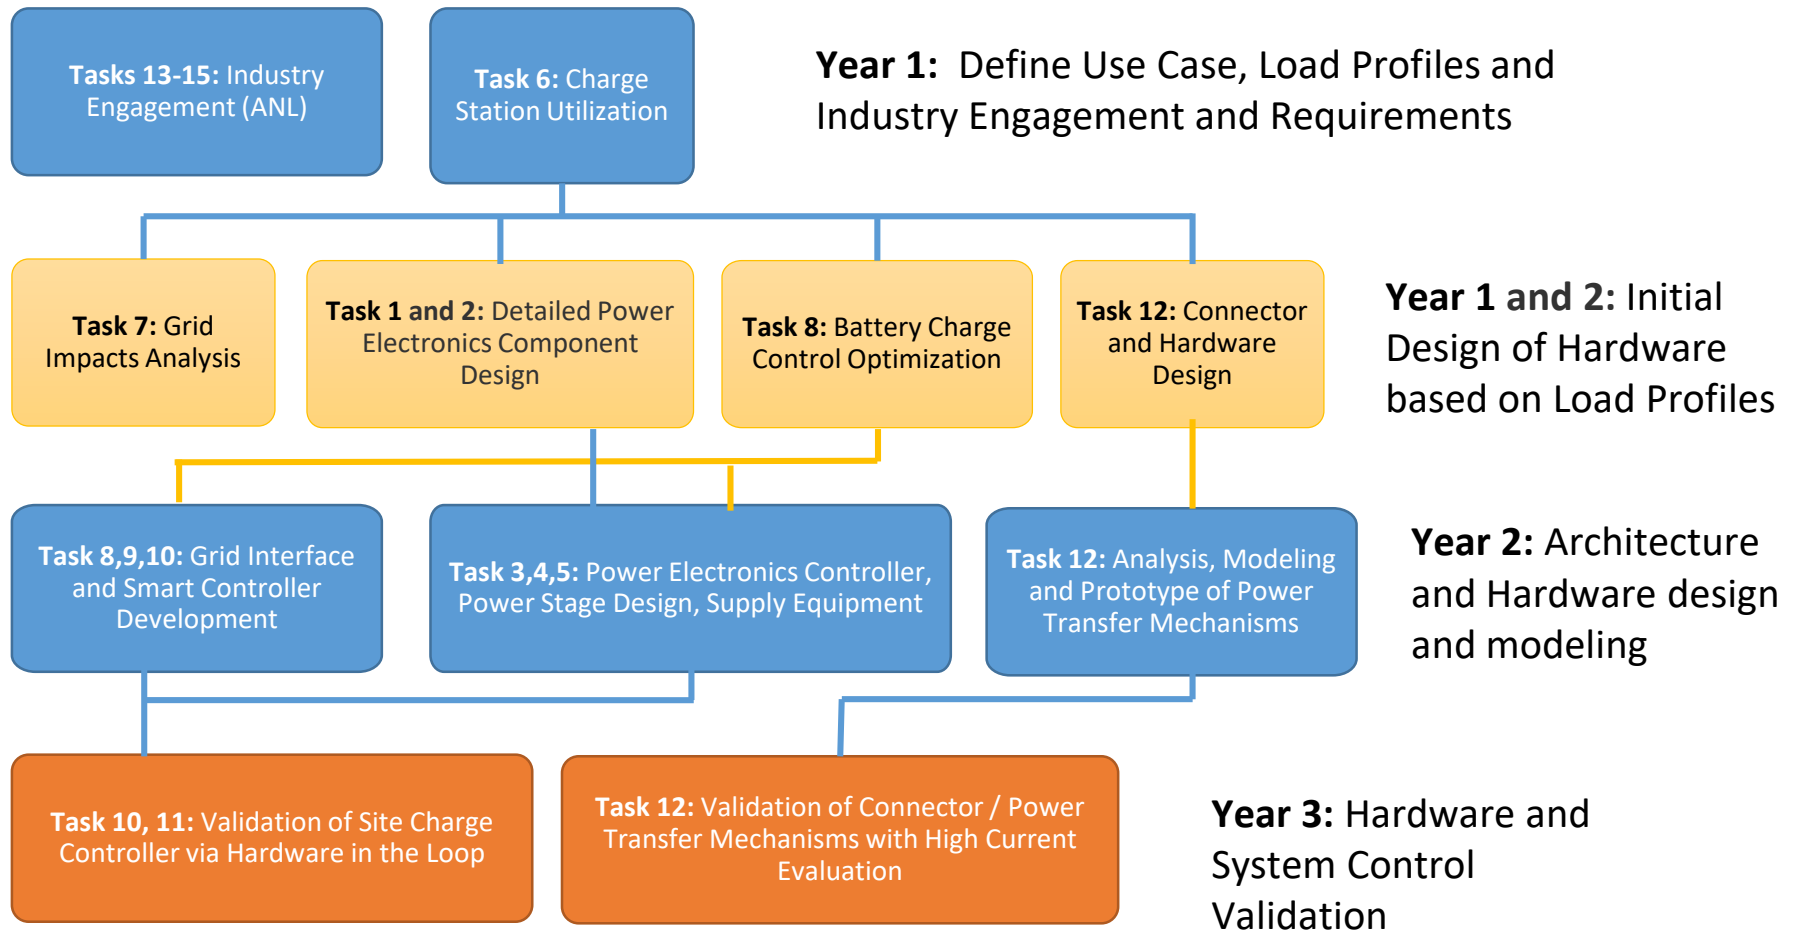 Tasks 13-15: Industry
Engagement (ANL)
Task 6: Charge
Station Utilization
Year 1:  Define Use Case, Load Profiles and
Industry Engagement and Requirements
Task 7: Grid
Impacts Analysis
Task 1 and 2: Detailed Power
Electronics Component
Design
Task 8: Battery Charge
Control Optimization
Task 12: Connector
and Hardware
Design
Year 1 and 2: Initial
Design of Hardware
based on Load Profiles
Task 8,9,10: Grid Interface
and Smart Controller
Development
Task 3,4,5: Power Electronics Controller,
Power Stage Design, Supply Equipment
Task 12: Analysis, Modeling
and Prototype of Power
Transfer Mechanisms
Year 2: Architecture
and Hardware design
and modeling
Task 10, 11: Validation of Site Charge
Controller via Hardware in the Loop
Task 12: Validation of Connector / Power
Transfer Mechanisms with High Current
Evaluation
Year 3: Hardware and
System Control
Validation